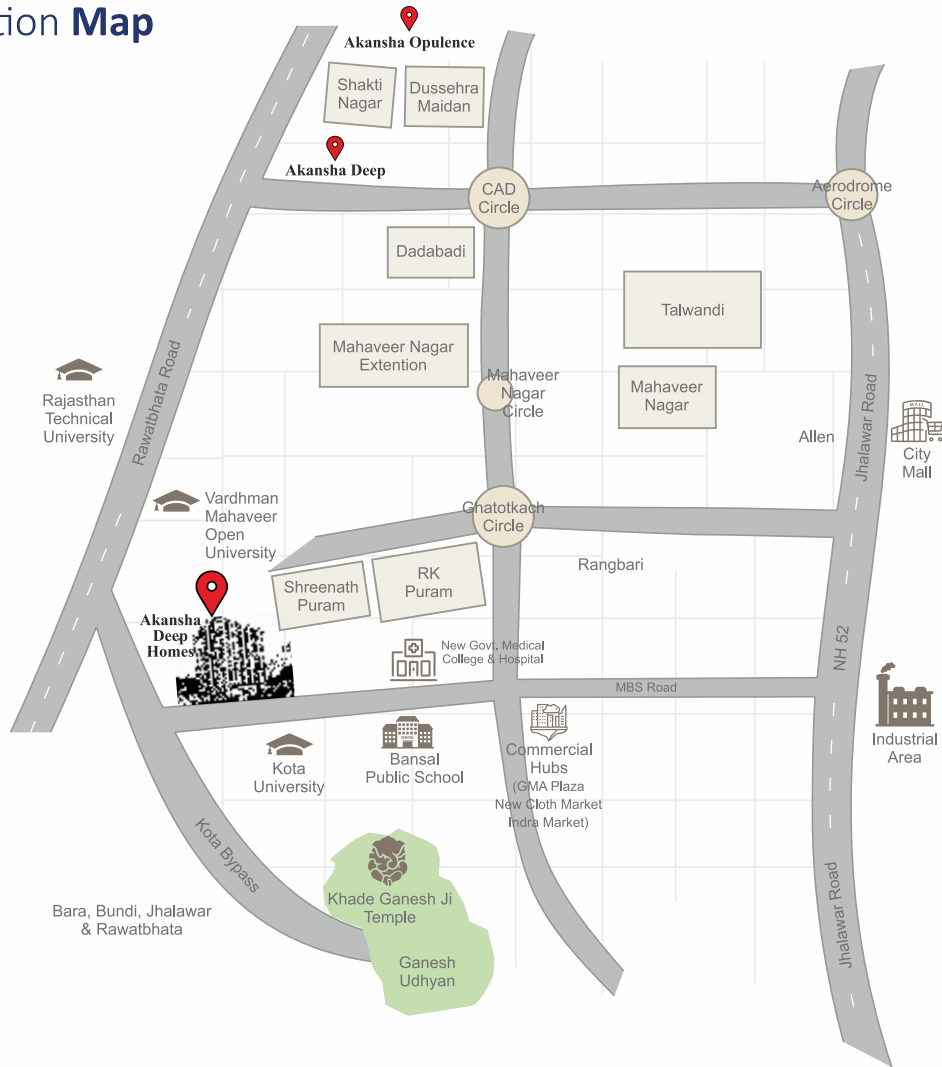 tion Map
Akansha Opulence
Shakti
Nagar
Dussehra
Maidan
Akansha Deep
CAD
Circle
Aerodrome
Circle
Dadabadi
Talwandi
Mahaveer Nagar
Extention
Mahaveer
Nagar
Circle
Mahaveer
Nagar
Rajasthan
Technical
University
Rawatbhata Road
Jhalawar Road
MALL
City
Mall
Allen
Vardhman
Mahaveer
Open
University
Ghatotkach
Circle
Rangbari
Shreenath
Puram
RK
Puram
Akansha
Deep
Homes
New Govt. Medical
College & Hospital
NH 52
MBS Road
Industrial
Area
Kota
University
SCHOOL
Bansal
Public School
Commercial
Hubs
(GMA Plaza
New Cloth Market
Indra Market)
Kota Bypass
Khade Ganesh Ji
Temple
Bara, Bundi, Jhalawar
& Rawatbhata
Ganesh
Udhyan
Jhalawar Road